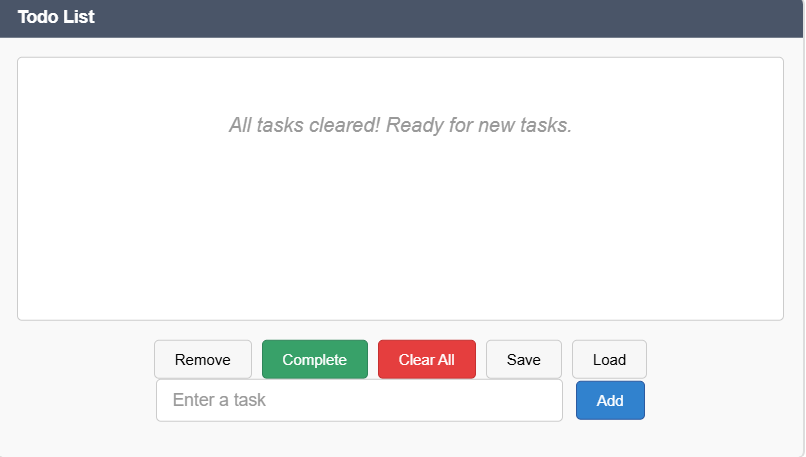 Todo List
All tasks cleared! Ready for new tasks.
Remove Complete Clear All Save Load
Enter a task Add